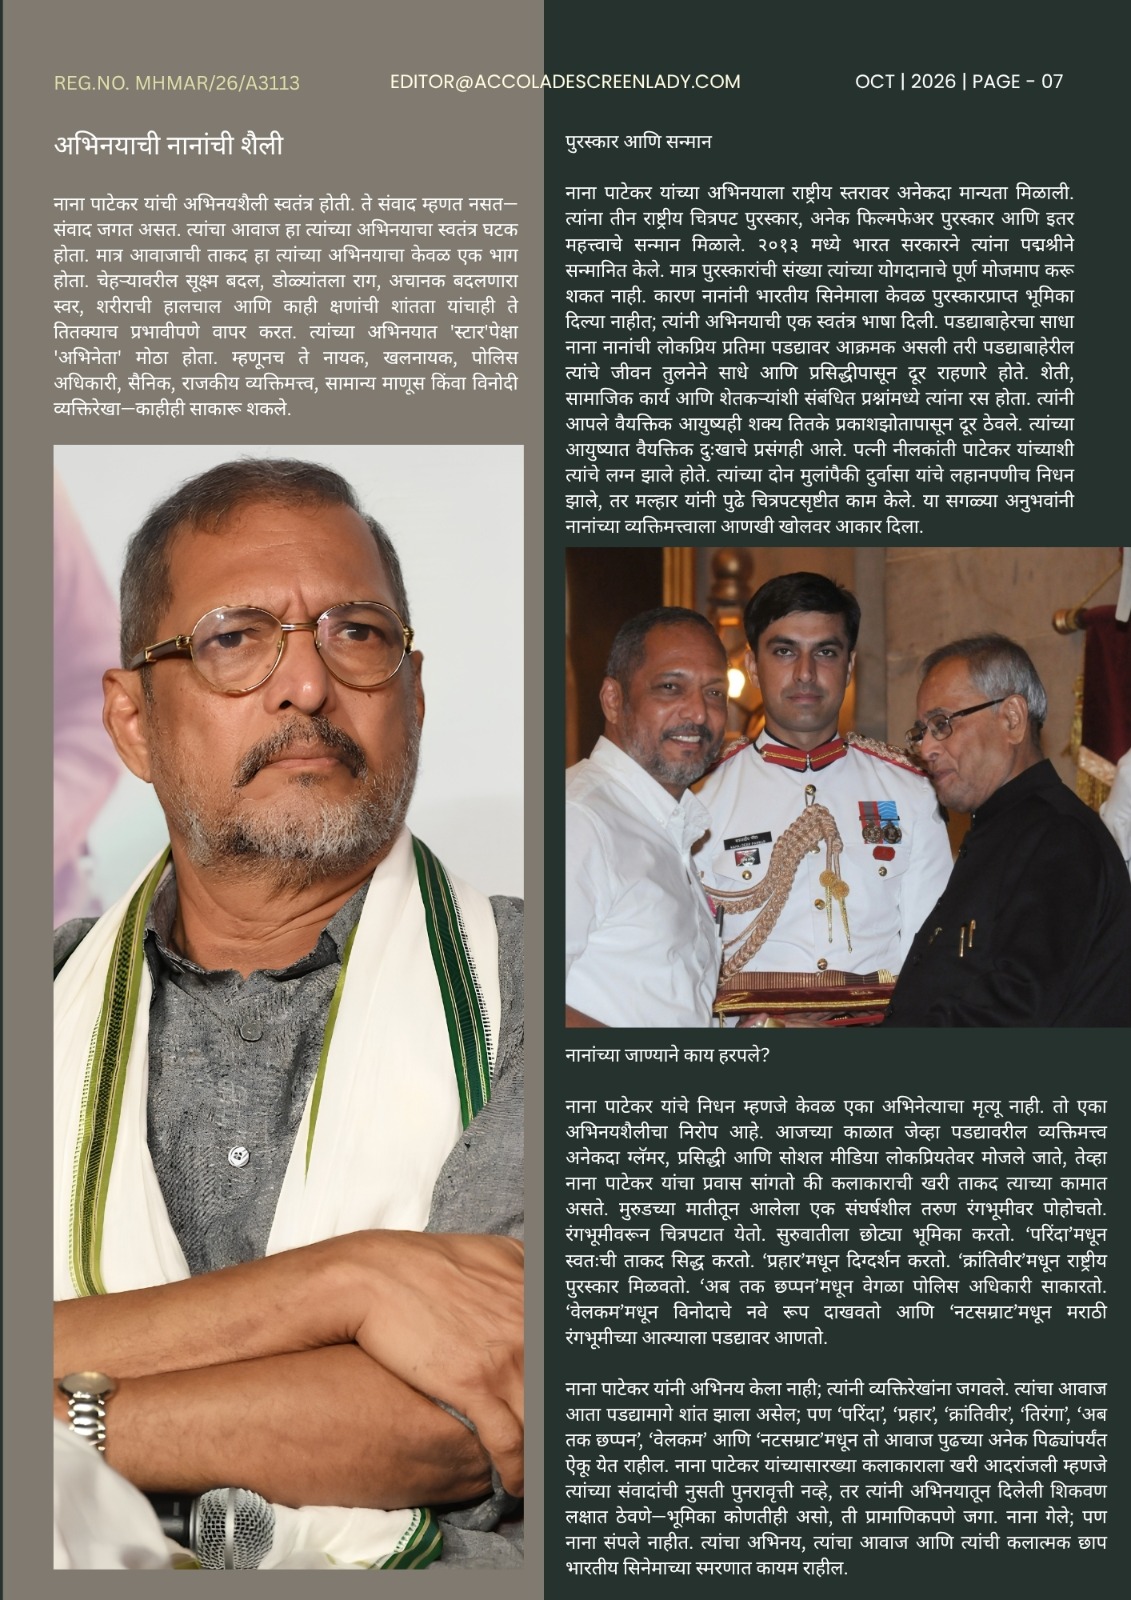 REG.NO. MHMAR/26/A3113
EDITOR@ACCOLADESCREENLADY.COM
OCT | 2026 | PAGE - 07
अभिनयाची नानांची शैली
नाना पाटेकर यांची अभिनयशैली स्वतंत्र होती. ते संवाद म्हणत नसत—
संवाद जगत असत. त्यांचा आवाज हा त्यांच्या अभिनयाचा स्वतंत्र घटक
होता. मात्र आवाजाची ताकद हा त्यांच्या अभिनयाचा केवळ एक भाग
होता. चेहऱ्यावरील सूक्ष्म बदल, डोळ्यांतला राग, अचानक बदलणारा
स्वर, शरीराची हालचाल आणि काही क्षणांची शांतता यांचाही ते
तितक्याच प्रभावीपणे वापर करत. त्यांच्या अभिनयात 'स्टार'पेक्षा
'अभिनेता' मोठा होता. म्हणूनच ते नायक, खलनायक, पोलिस
अधिकारी, सैनिक, राजकीय व्यक्तिमत्त्व, सामान्य माणूस किंवा विनोदी
व्यक्तिरेखा—काहीही साकारू शकले.
पुरस्कार आणि सन्मान
नाना पाटेकर यांच्या अभिनयाला राष्ट्रीय स्तरावर अनेकदा मान्यता मिळाली.
त्यांना तीन राष्ट्रीय चित्रपट पुरस्कार, अनेक फिल्मफेअर पुरस्कार आणि इतर
महत्त्वाचे सन्मान मिळाले. २०१३ मध्ये भारत सरकारने त्यांना पद्मश्रीने
सन्मानित केले. मात्र पुरस्कारांची संख्या त्यांच्या योगदानाचे पूर्ण मोजमाप करू
शकत नाही. कारण नानांनी भारतीय सिनेमाला केवळ पुरस्कारप्राप्त भूमिका
दिल्या नाहीत; त्यांनी अभिनयाची एक स्वतंत्र भाषा दिली. पडद्याबाहेरचा साधा
नाना नानांची लोकप्रिय प्रतिमा पडद्यावर आक्रमक असली तरी पडद्याबाहेरील
त्यांचे जीवन तुलनेने साधे आणि प्रसिद्धीपासून दूर राहणारे होते. शेती,
सामाजिक कार्य आणि शेतकऱ्यांशी संबंधित प्रश्नांमध्ये त्यांना रस होता. त्यांनी
आपले वैयक्तिक आयुष्यही शक्य तितके प्रकाशझोतापासून दूर ठेवले. त्यांच्या
आयुष्यात वैयक्तिक दुःखाचे प्रसंगही आले. पत्नी नीलकांती पाटेकर यांच्याशी
त्यांचे लग्न झाले होते. त्यांच्या दोन मुलांपैकी दुर्वासा यांचे लहानपणीच निधन
झाले, तर मल्हार यांनी पुढे चित्रपटसृष्टीत काम केले. या सगळ्या अनुभवांनी
नानांच्या व्यक्तिमत्त्वाला आणखी खोलवर आकार दिला.
नानांच्या जाण्याने काय हरपले?
नाना पाटेकर यांचे निधन म्हणजे केवळ एका अभिनेत्याचा मृत्यू नाही. तो एका
अभिनयशैलीचा निरोप आहे. आजच्या काळात जेव्हा पडद्यावरील व्यक्तिमत्त्व
अनेकदा ग्लॅमर, प्रसिद्धी आणि सोशल मीडिया लोकप्रियतेवर मोजले जाते, तेव्हा
नाना पाटेकर यांचा प्रवास सांगतो की कलाकाराची खरी ताकद त्याच्या कामात
असते. मुरुडच्या मातीतून आलेला एक संघर्षशील तरुण रंगभूमीवर पोहोचतो.
रंगभूमीवरून चित्रपटात येतो. सुरुवातीला छोट्या भूमिका करतो. ‘परिंदा’मधून
स्वतःची ताकद सिद्ध करतो. ‘प्रहार’मधून दिग्दर्शन करतो. ‘क्रांतिवीर’मधून राष्ट्रीय
पुरस्कार मिळवतो. ‘अब तक छप्पन’मधून वेगळा पोलिस अधिकारी साकारतो.
‘वेलकम’मधून विनोदाचे नवे रूप दाखवतो आणि ‘नटसम्राट’मधून मराठी
रंगभूमीच्या आत्म्याला पडद्यावर आणतो.
नाना पाटेकर यांनी अभिनय केला नाही; त्यांनी व्यक्तिरेखांना जगवले. त्यांचा आवाज
आता पडद्यामागे शांत झाला असेल; पण ‘परिंदा’, ‘प्रहार’, ‘क्रांतिवीर’, ‘तिरंगा’, ‘अब
तक छप्पन’, ‘वेलकम’ आणि ‘नटसम्राट’मधून तो आवाज पुढच्या अनेक पिढ्यांपर्यंत
ऐकू येत राहील. नाना पाटेकर यांच्यासारख्या कलाकाराला खरी आदरांजली म्हणजे
त्यांच्या संवादांची नुसती पुनरावृत्ती नव्हे, तर त्यांनी अभिनयातून दिलेली शिकवण
लक्षात ठेवणे—भूमिका कोणतीही असो, ती प्रामाणिकपणे जगा. नाना गेले; पण
नाना संपले नाहीत. त्यांचा अभिनय, त्यांचा आवाज आणि त्यांची कलात्मक छाप
भारतीय सिनेमाच्या स्मरणात कायम राहील.